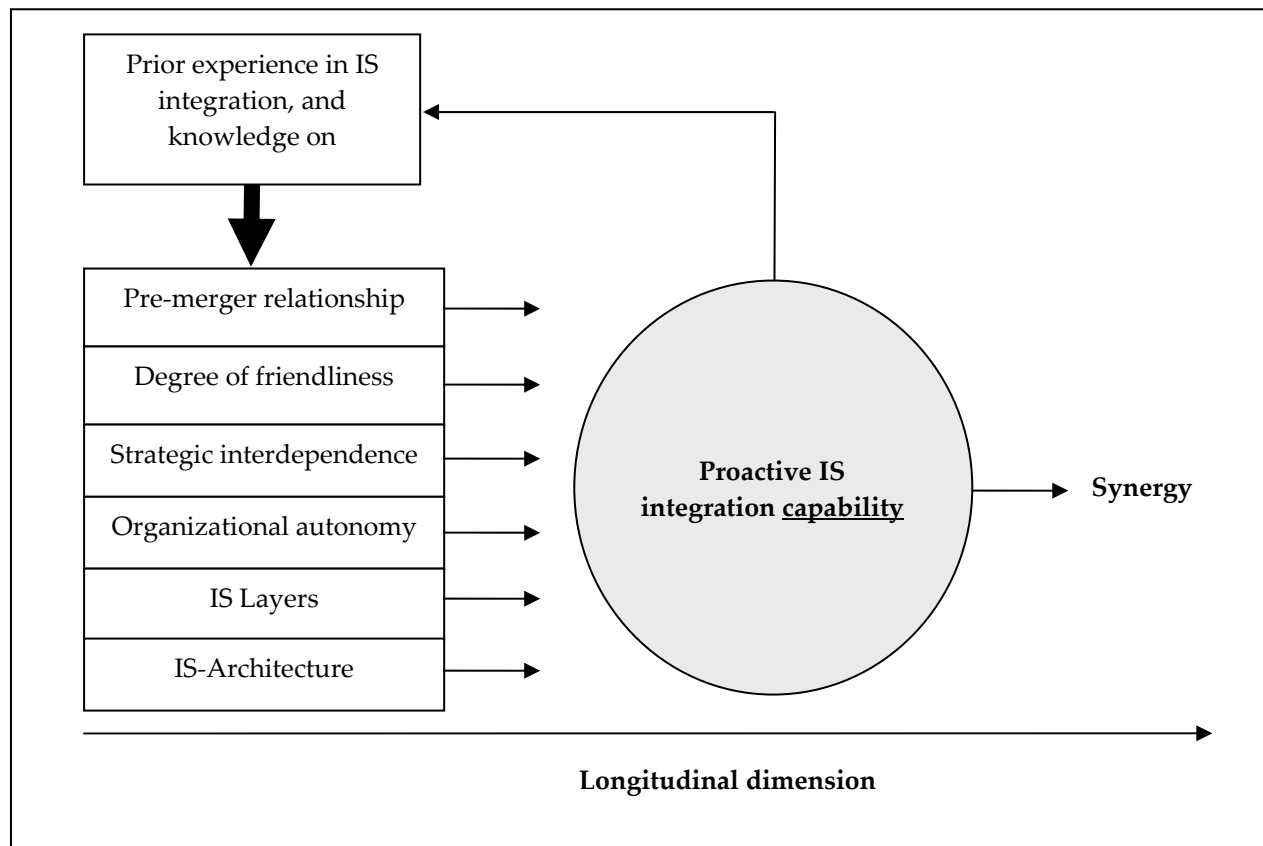 Prior experience in IS
integration, and
knowledge on
Pre-merger relationship
Degree of friendliness
Strategic interdependence
Organizational autonomy
IS Layers
IS-Architecture
Proactive IS
integration capability
Synergy
Longitudinal dimension